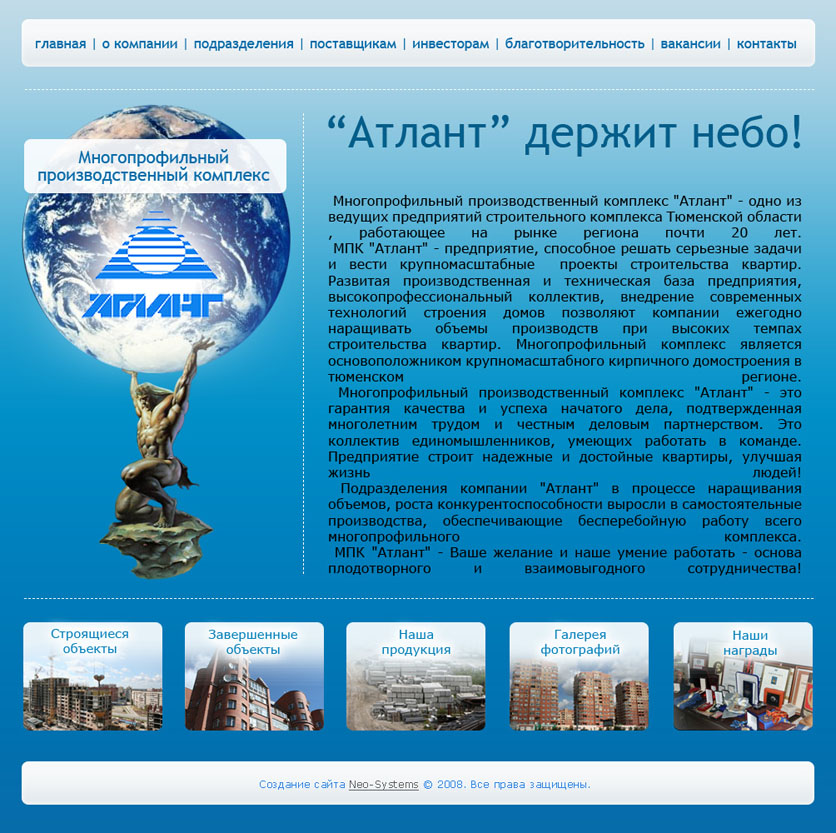 главная | о компании | подразделения | поставщикам | инвесторам | благотворительность | вакансии | контакты
“Атлант” держит небо!
Многопрофильный
производственный комплекс
АТЛАНТ
Многопрофильный производственный комплекс "Атлант" - одно из
ведущих предприятий строительного комплекса Тюменской области
, работающее на рынке региона почти 20 лет.
МПК "Атлант" - предприятие, способное решать серьезные задачи
и вести крупномасштабные проекты строительства квартир.
Развитая производственная и техническая база предприятия,
высокопрофессиональный коллектив, внедрение современных
технологий строения домов позволяют компании ежегодно
наращивать объемы производств при высоких темпах
строительства квартир. Многопрофильный комплекс является
основоположником крупномасштабного кирпичного домостроения в
тюменском регионе.
Многопрофильный производственный комплекс "Атлант" - это
гарантия качества и успеха начатого дела, подтвержденная
многолетним трудом и честным деловым партнерством. Это
коллектив единомышленников, умеющих работать в команде.
Предприятие строит надежные и достойные квартиры, улучшая
жизнь людей!
Подразделения компании "Атлант" в процессе наращивания
объемов, роста конкурентоспособности выросли в самостоятельные
производства, обеспечивающие бесперебойную работу всего
многопрофильного комплекса.
МПК "Атлант" - Ваше желание и наше умение работать - основа
плодотворного и взаимовыгодного сотрудничества!
Строящиеся
объекты
Завершенные
объекты
Наша
продукция
Галерея
фотографий
Наши
награды
Создание сайта Neo-Systems © 2008. Все права защищены.